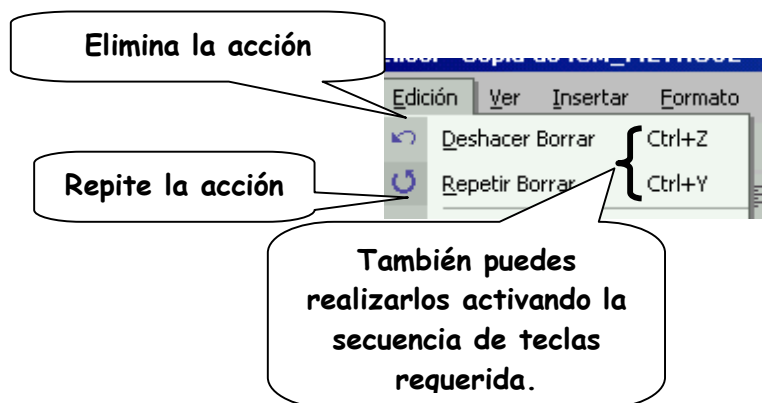 Elimina la acción
Edición Ver Insertar Formato
Deshacer Borrar Ctrl+Z
Repite la acción
Repetir Borrar Ctrl+Y
También puedes
realizarlos activando la
secuencia de teclas
requerida.